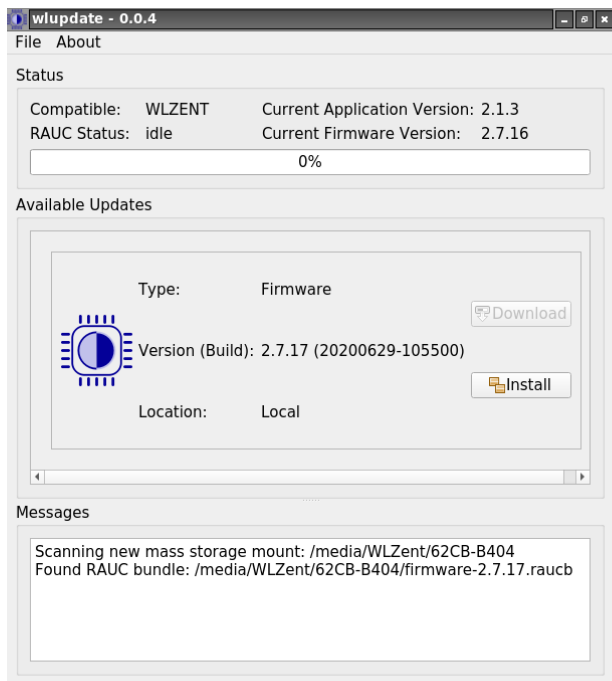 wlupdate - 0.0.4
File About
Status
Compatible: WLZENT Current Application Version: 2.1.3
RAUC Status: idle Current Firmware Version: 2.7.16
0%
Available Updates
Type: Firmware
Download
Version (Build): 2.7.17 (20200629-105500)
Install
Location: Local
Messages
Scanning new mass storage mount: /media/WLZent/62CB-B404
Found RAUC bundle: /media/WLZent/62CB-B404/firmware-2.7.17.raucb